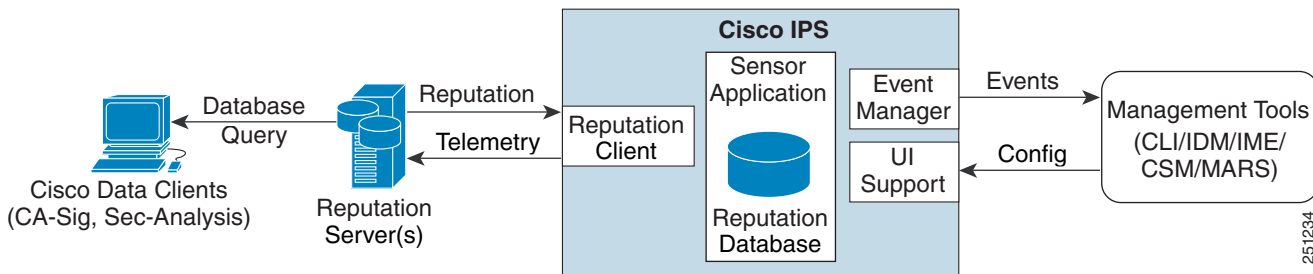 Cisco IPS
Database
Query
Cisco Data Clients
(CA-Sig, Sec-Analysis)
Reputation
Server(s)
Reputation
Telemetry
Reputation
Client
Sensor
Application
Reputation
Database
Event
Manager
UI
Support
Events
Config
Management Tools
(CLI/IDM/IME/
CSM/MARS)
251234